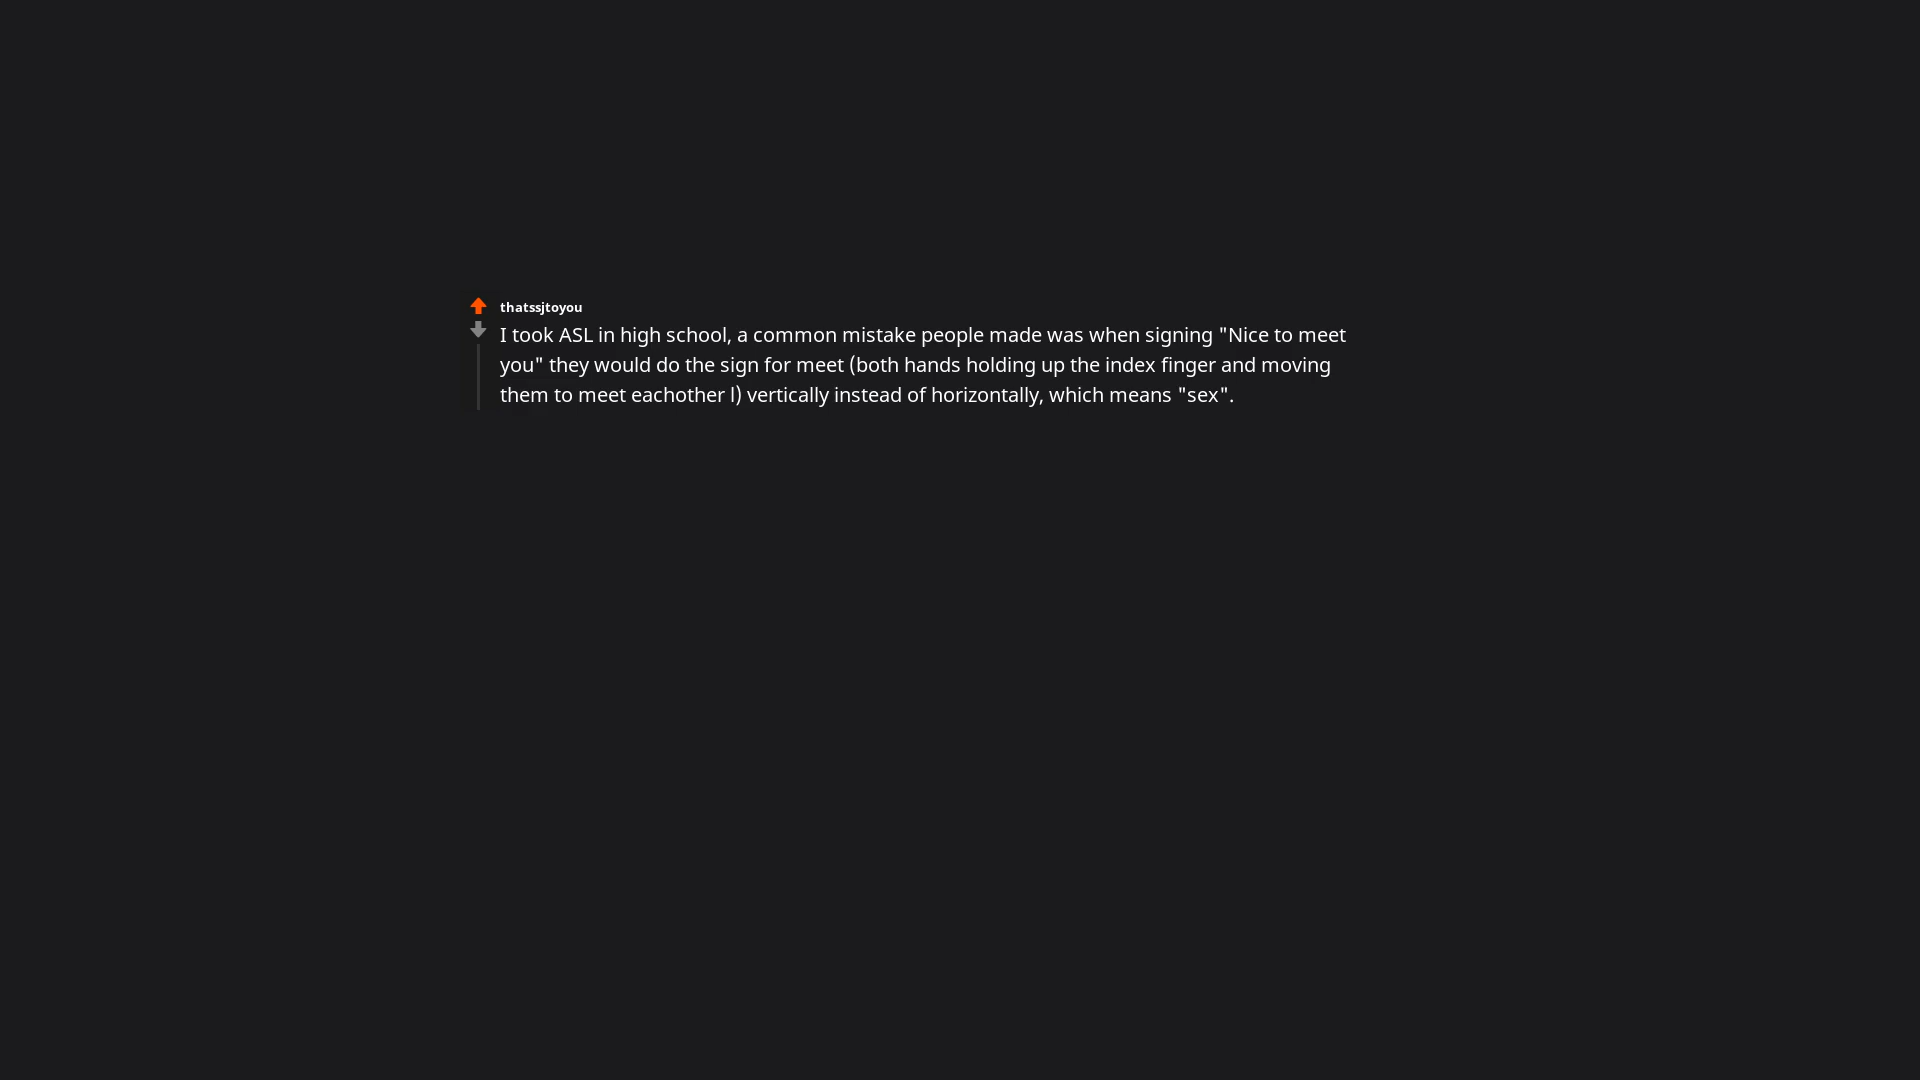 thatssjtoyou
I took ASL in high school, a common mistake people made was when signing "Nice to meet
you" they would do the sign for meet (both hands holding up the index finger and moving
them to meet eachother l) vertically instead of horizontally, which means "sex".